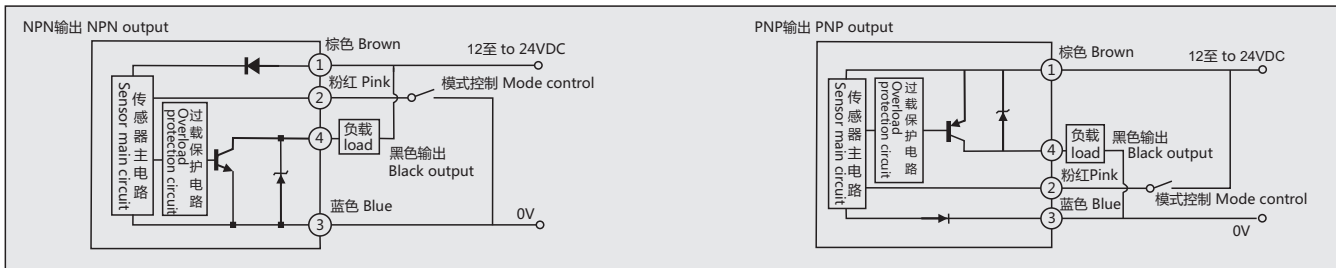 NPN输出 NPN output
棕色 Brown
1
12至 to 24VDC
粉红 Pink
2
模式控制 Mode control
传感器主电路
Sensor main circuit
过载保护电路
Overload
protection circuit
4
负载
load
黑色输出
Black output
蓝色 Blue
3
0V
PNP输出 PNP output
棕色 Brown
1
12至 to 24VDC
传感器主电路
Sensor main circuit
过载保护电路
Overload
protection circuit
4
负载
load
黑色输出
Black output
粉红Pink
2
模式控制 Mode control
蓝色 Blue
3
0V